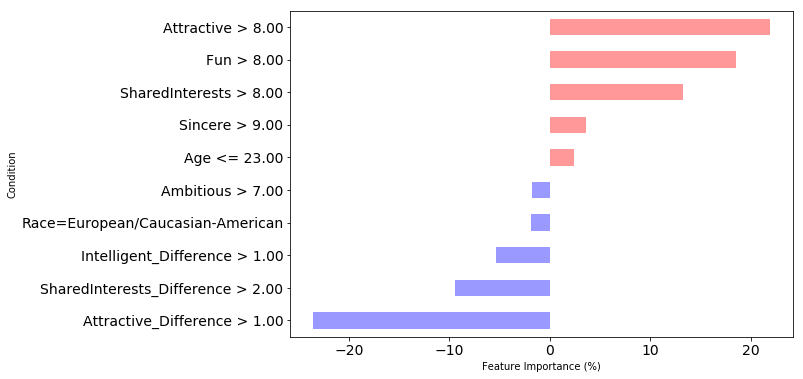 Attractive > 8.00
Fun > 8.00
SharedInterests > 8.00
Sincere > 9.00
Age <= 23.00
Ambitious > 7.00
Race=European/Caucasian-American
Intelligent_Difference > 1.00
SharedInterests_Difference > 2.00
Attractive_Difference > 1.00
Condition
−20 −10 0 10 20
Feature Importance (%)